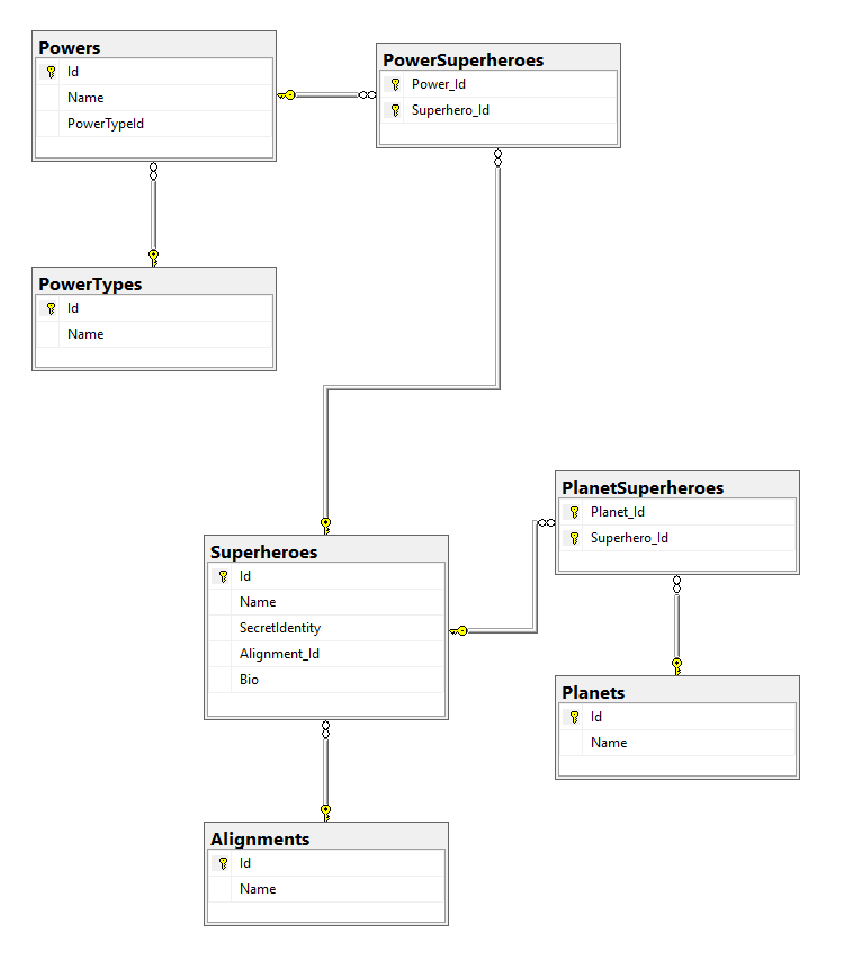 Powers
Id
Name
PowerTypeId
PowerSuperheroes
Power_Id
Superhero_Id
PowerTypes
Id
Name
Superheroes
Id
Name
SecretIdentity
Alignment_Id
Bio
PlanetSuperheroes
Planet_Id
Superhero_Id
Planets
Id
Name
Alignments
Id
Name